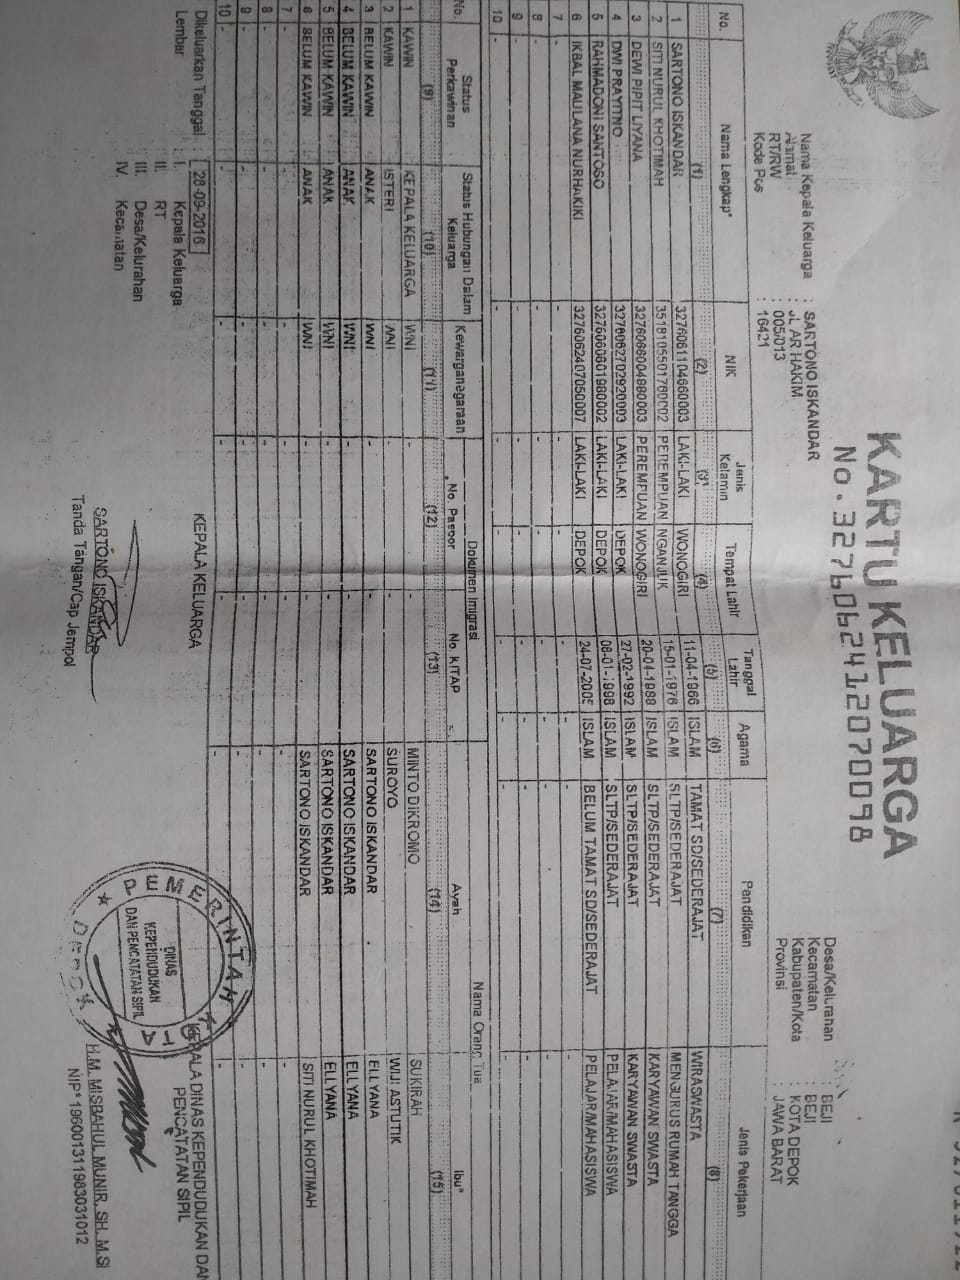 KARTU KELUARGA
No. 3276062412070098
Nama Kepala Keluarga : SARTONO ISKANDAR
Alamat : JL AR HAKIM
RT/RW : 005/013
Kode Pos : 16421
Desa/Kelurahan : BEJI
Kecamatan : BEJI
Kabupaten/Kota : KOTA DEPOK
Provinsi : JAWA BARAT
No. Nama Lengkap NIK Jenis Kelamin Tempat Lahir Tanggal Lahir Agama Pendidikan Jenis Pekerjaan
(1) (2) (3) (4) (5) (6) (7) (8)
1 SARTONO ISKANDAR 3276061104660003 LAKI-LAKI WONOGIRI 11-04-1966 ISLAM TAMAT SD/SEDERAJAT WIRASWASTA
2 SITI NURUL KHOTIMAH 3518105501760002 PEREMPUAN NGANJUK 15-01-1976 ISLAM SLTP/SEDERAJAT MENGURUS RUMAH TANGGA
3 DEWI PIPIT LIYANA 3276066004880003 PEREMPUAN WONOGIRI 20-04-1988 ISLAM SLTP/SEDERAJAT KARYAWAN SWASTA
4 DWI PRAYITNO 3276062702920003 LAKI-LAKI DEPOK 27-02-1992 ISLAM SLTP/SEDERAJAT KARYAWAN SWASTA
5 RAHMADONI SANTOSO 3276060601980002 LAKI-LAKI DEPOK 06-01-1998 ISLAM SLTP/SEDERAJAT PELAJAR/MAHASISWA
6 IKBAL MAULANA NURHAKIKI 3276062407050007 LAKI-LAKI DEPOK 24-07-2005 ISLAM BELUM TAMAT SD/SEDERAJAT PELAJAR/MAHASISWA
7 - - - - - - - -
8 - - - - - - - -
9 - - - - - - - -
10 - - - - - - - -
No. Status Perkawinan Status Hubungan Dalam Keluarga Kewarganegaraan Dokumen Imigrasi Nama Orang Tua
No. Paspor No. KITAP Ayah Ibu
(9) (10) (11) (12) (13) (14) (15)
1 KAWIN KEPALA KELUARGA WNI - - MINTO DIKROMO SUKIRAH
2 KAWIN ISTERI WNI - - SUROYO WIJI ASTUTIK
3 BELUM KAWIN ANAK WNI - - SARTONO ISKANDAR ELLYANA
4 BELUM KAWIN ANAK WNI - - SARTONO ISKANDAR ELLYANA
5 BELUM KAWIN ANAK WNI - - SARTONO ISKANDAR ELLYANA
6 BELUM KAWIN ANAK WNI - - SARTONO ISKANDAR SITI NURUL KHOTIMAH
7 - - - - - - -
8 - - - - - - -
9 - - - - - - -
10 - - - - - - -
Dikeluarkan Tanggal : 28-09-2016
Lembar : I. Kepala Keluarga
II. RT
III. Desa/Kelurahan
IV. Kecamatan
KEPALA KELUARGA
SARTONO ISKANDAR
Tanda Tangan/Cap Jempol
KEPALA DINAS KEPENDUDUKAN DAN
PENCATATAN SIPIL
PEMERINTAH KOTA
DINAS
KEPENDUDUKAN
DAN PENCATATAN SIPIL
DEPOK
H.M. MISBAHUL MUNIR, SH, M.Si
NIP* 196001311983031012